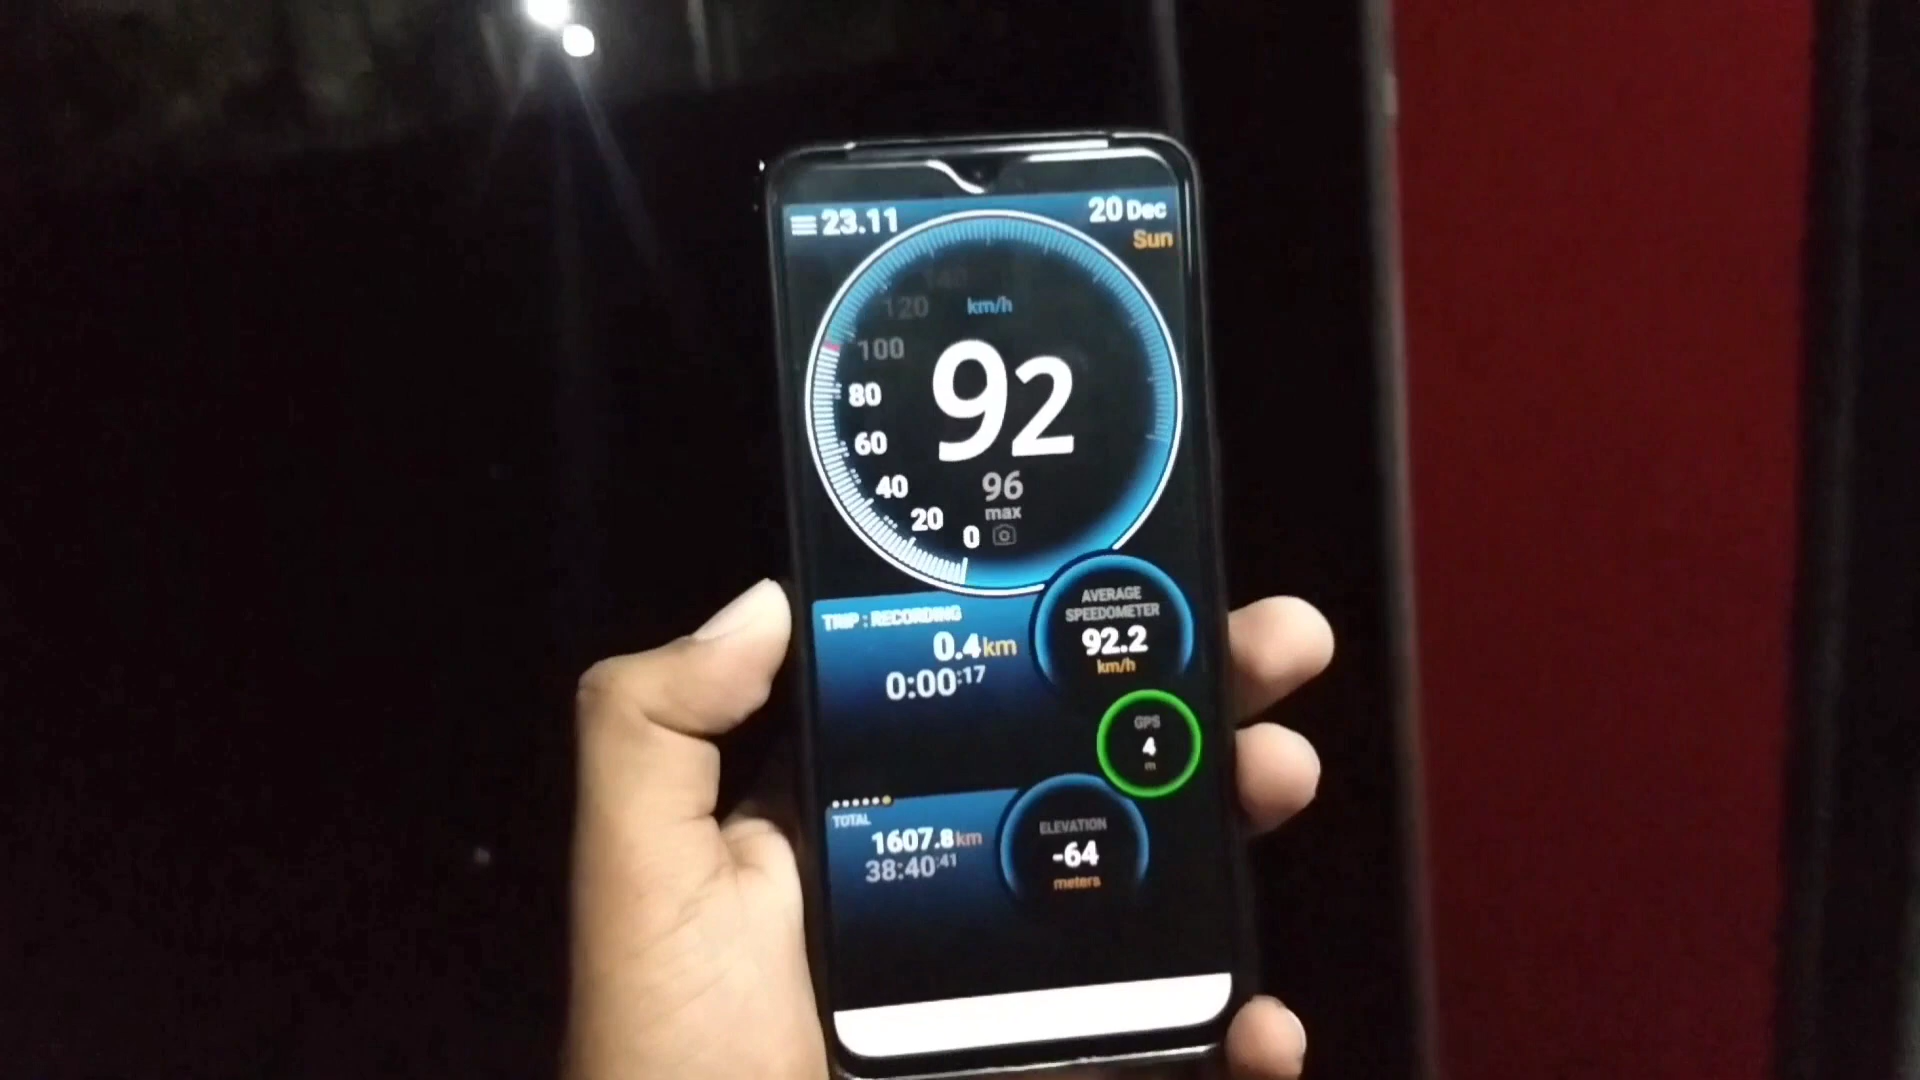 23.11
20 Dec
Sun
140
120
km/h
100
92
80
60
40
20
0
96
max
TRIP : RECORDING
0.4km
0:00:17
AVERAGE
SPEEDOMETER
92.2
km/h
GPS
4
m
TOTAL
1607.8km
38:40:41
ELEVATION
-64
meters